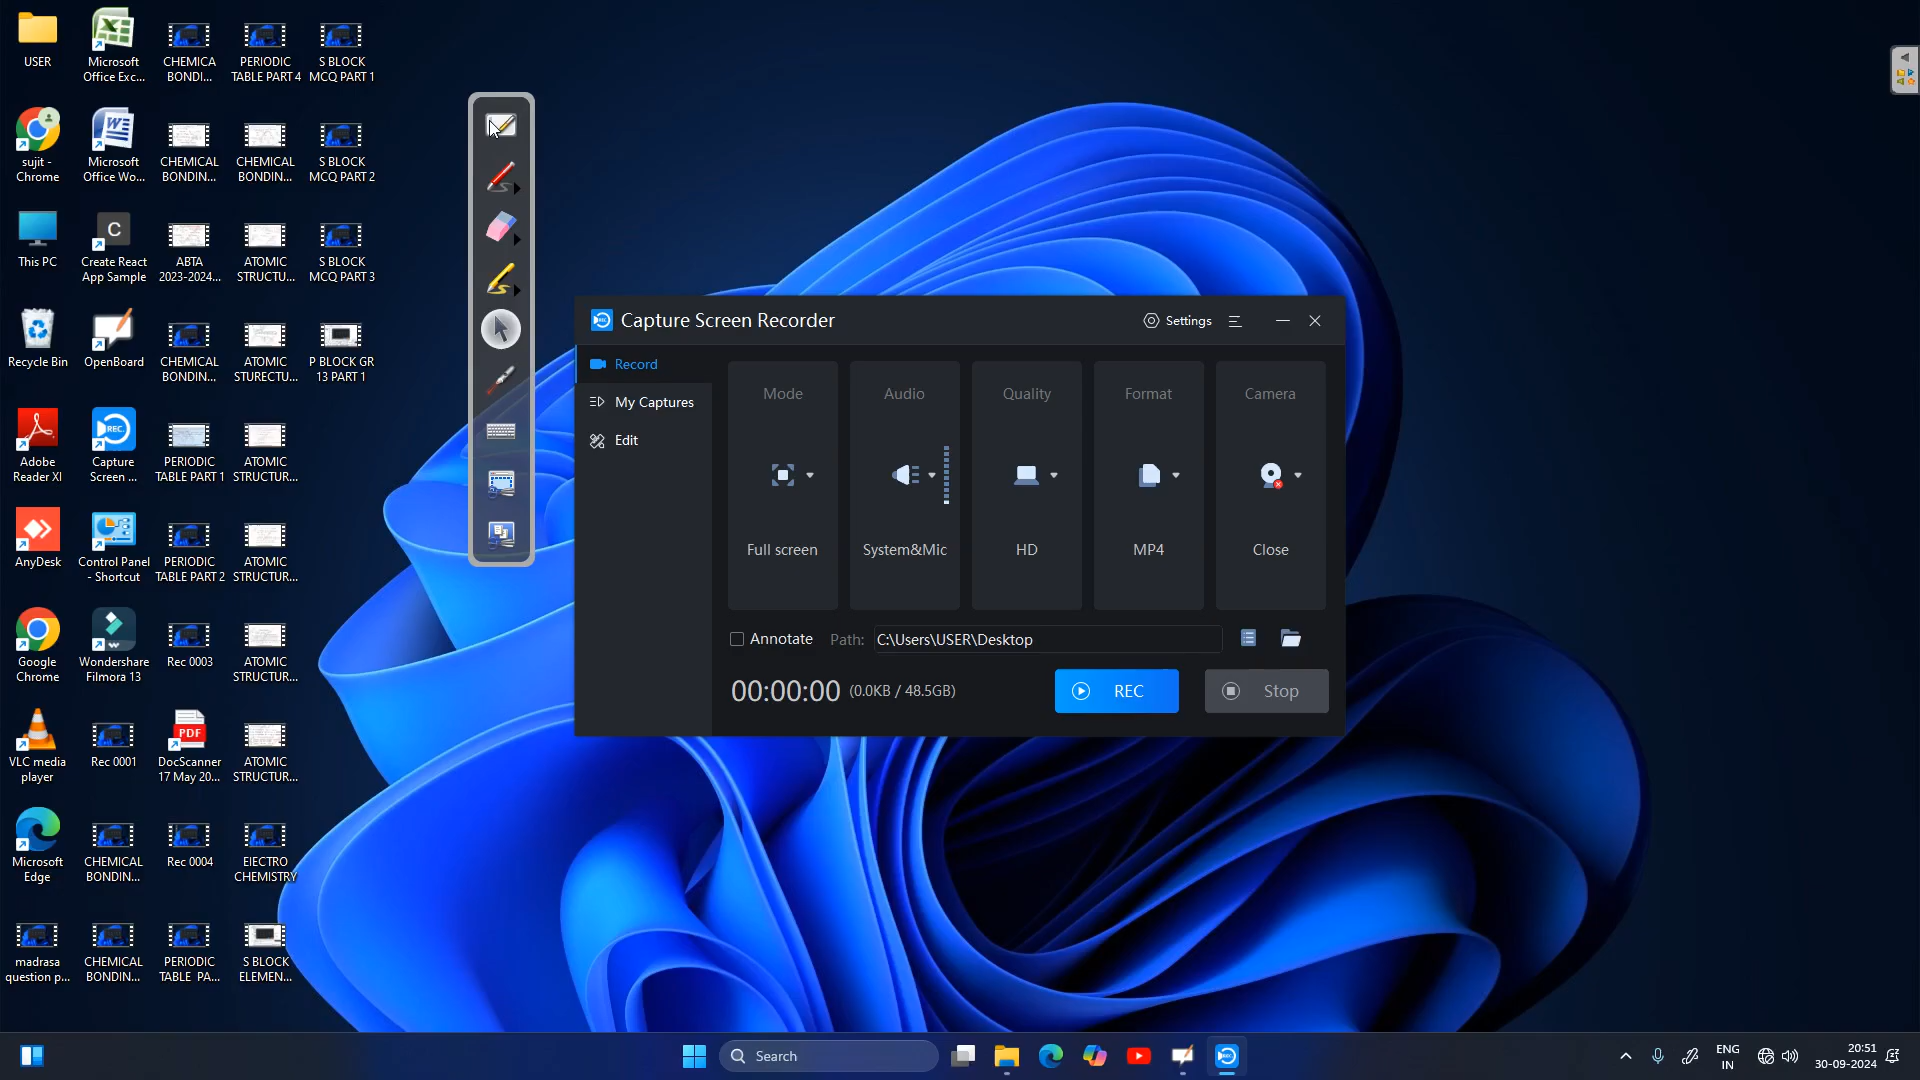 USER
Microsoft
Office Exc...
CHEMICA
BONDI...
PERIODIC
TABLE PART 4
S BLOCK
MCQ PART 1
sujit -
Chrome
Microsoft
Office Wo...
CHEMICAL
BONDIN...
CHEMICAL
BONDIN...
S BLOCK
MCQ PART 2
This PC
C
Create React
App Sample
ABTA
2023-2024...
ATOMIC
STRUCTU...
S BLOCK
MCQ PART 3
Recycle Bin
OpenBoard
CHEMICAL
BONDIN...
ATOMIC
STURECTU...
P BLOCK GR
13 PART 1
Adobe
Reader XI
REC
Capture
Screen ...
PERIODIC
TABLE PART 1
ATOMIC
STRUCTUR...
AnyDesk
Control Panel
- Shortcut
PERIODIC
TABLE PART 2
ATOMIC
STRUCTUR...
Google
Chrome
Wondershare
Filmora 13
Rec 0003
ATOMIC
STRUCTUR...
VLC media
player
Rec 0001
PDF
DocScanner
17 May 20...
ATOMIC
STRUCTUR...
Microsoft
Edge
CHEMICAL
BONDIN...
Rec 0004
ElECTRO
CHEMISTRY
madrasa
question p...
CHEMICAL
BONDIN...
PERIODIC
TABLE PA...
S BLOCK
ELEMEN...
Capture Screen Recorder
Settings
Record
My Captures
Edit
Mode
Audio
Quality
Format
Camera
Full screen
System&Mic
HD
MP4
Close
Annotate
Path:
C:\Users\USER\Desktop
00:00:00 (0.0KB / 48.5GB)
REC
Stop
Search
ENG
IN
20:51
30-09-2024